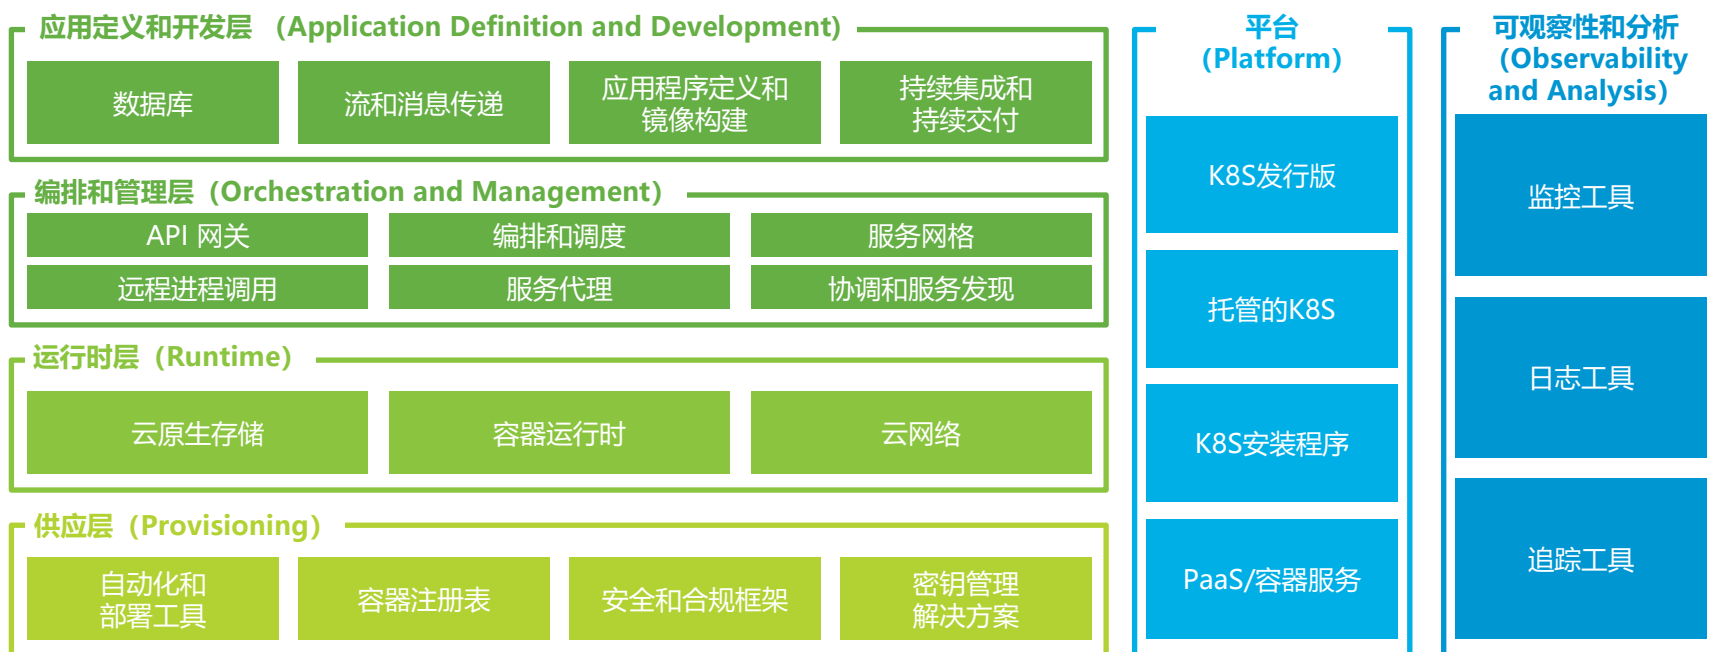 应用定义和开发层 （Application Definition and Development)
数据库
流和消息传递
应用程序定义和
镜像构建
持续集成和
持续交付
编排和管理层（Orchestration and Management）
API 网关
编排和调度
服务网格
远程进程调用
服务代理
协调和服务发现
运行时层（Runtime）
云原生存储
容器运行时
云网络
供应层（Provisioning）
自动化和
部署工具
容器注册表
安全和合规框架
密钥管理
解决方案
平台
（Platform）
K8S发行版
托管的K8S
K8S安装程序
PaaS/容器服务
可观察性和分析
（Observability
and Analysis）
监控工具
日志工具
追踪工具